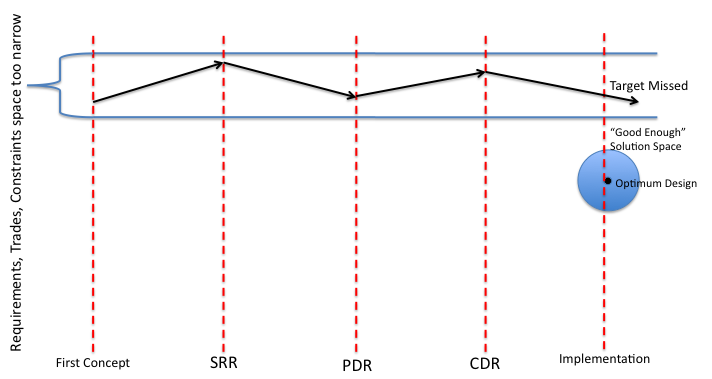 Requirements, Trades, Constraints space too narrow
Target Missed
“Good En”
Solution Space
Optimum Design
First Concept
SRR
PDR
CDR
Implementation